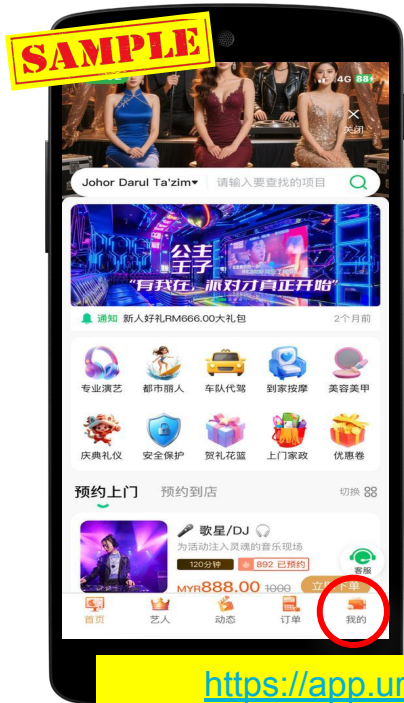 SAMPLE
4G 88
关闭
Johor Darul Ta'zim▾ 请输入要查找的项目
公主
王子
“有我在，派对才真正开始”
通知 新人好礼RM666.00大礼包 2个月前
专业演艺 都市丽人 车队代驾 到家按摩 美容美甲
庆典礼仪 安全保护 贺礼花篮 上门家政 优惠卷
预约上门 预约到店 切换
歌星/DJ
为活动注入灵魂的音乐现场
120分钟 892 已预约
客服
MYR888.00 1000 立即下单
首页 艺人 动态 订单 我的
https://app.ur